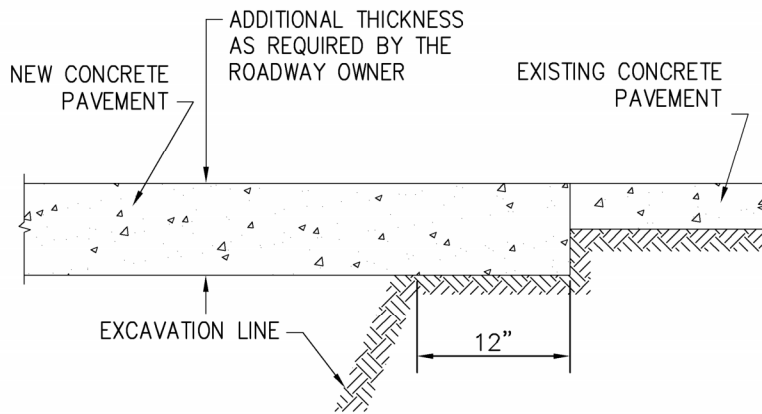 ADDITIONAL THICKNESS
AS REQUIRED BY THE
ROADWAY OWNER
NEW CONCRETE
PAVEMENT
EXISTING CONCRETE
PAVEMENT
EXCAVATION LINE
12"